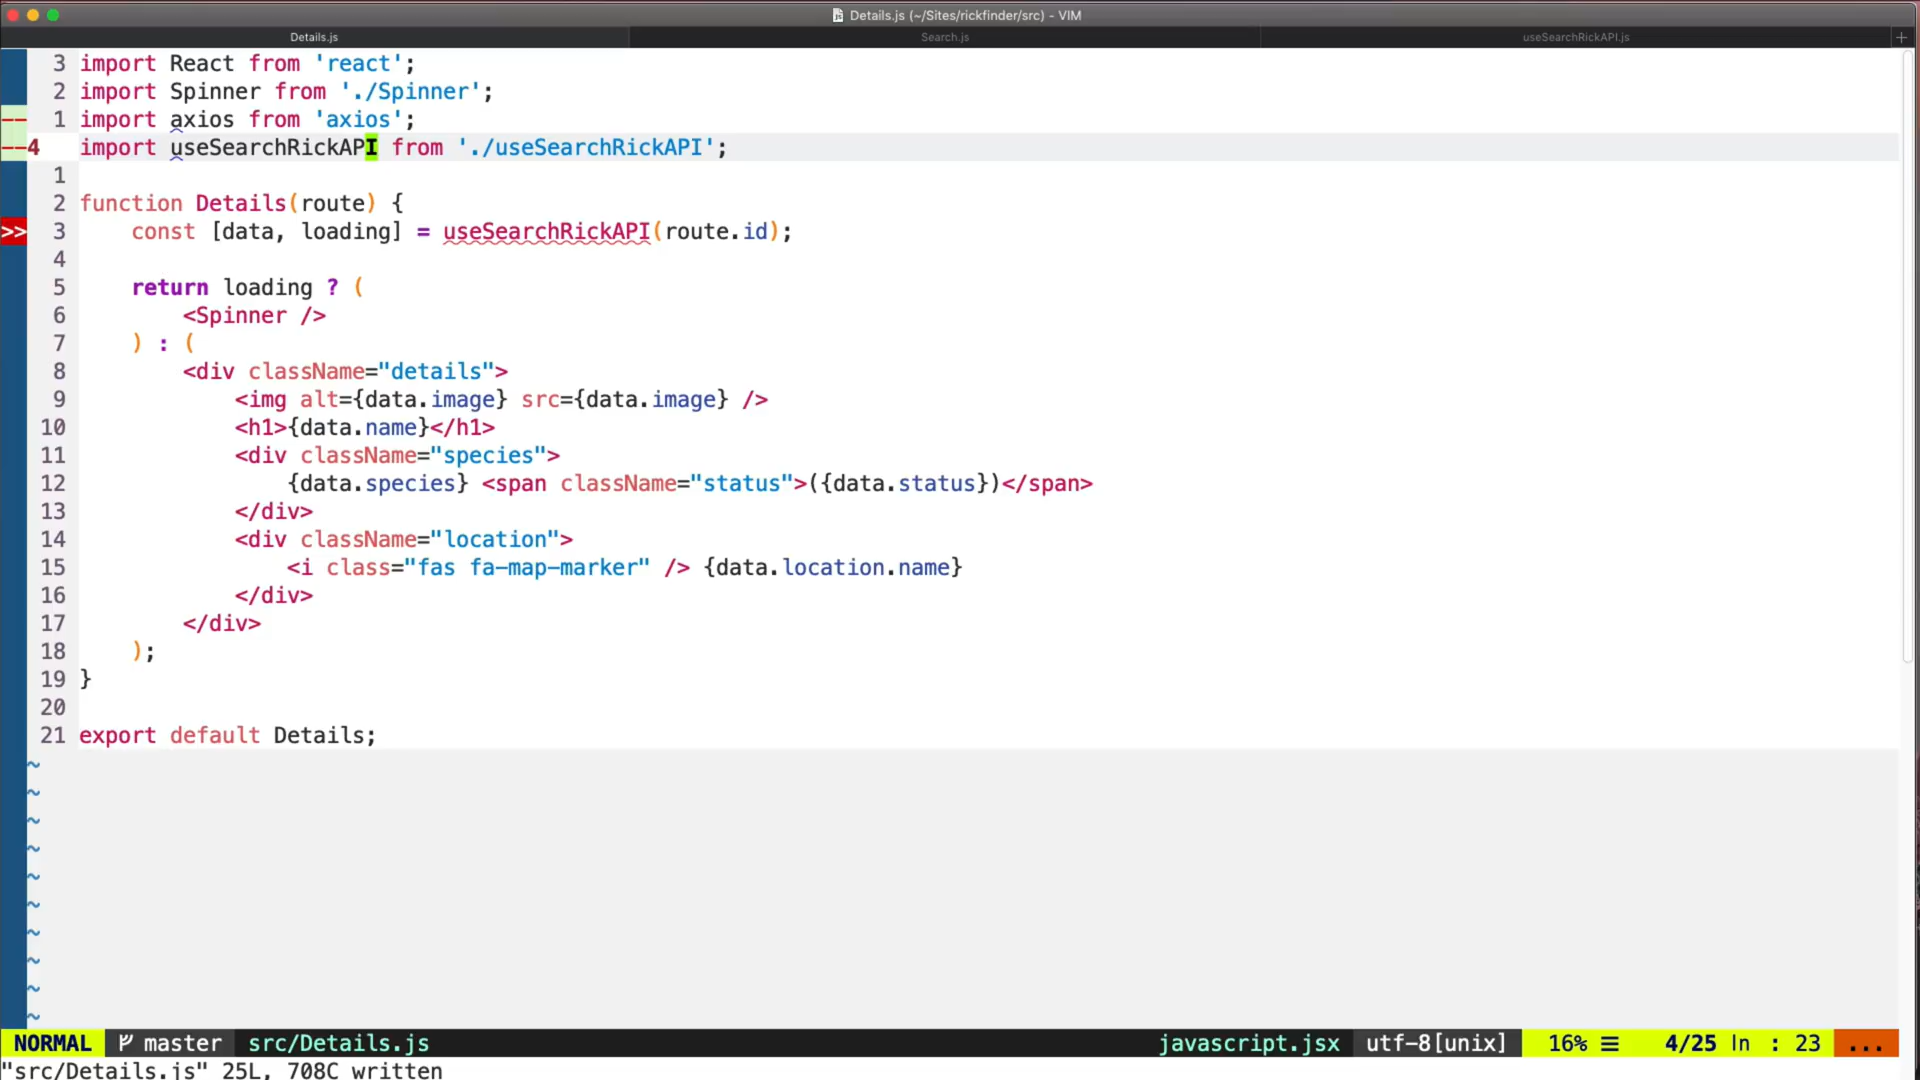 Details.js (~/Sites/rickfinder/src) - VIM
Details.js Search.js useSearchRickAPI.js +
3 import React from 'react';
2 import Spinner from './Spinner';
-- 1 import axios from 'axios';
--4 import useSearchRickAPI from './useSearchRickAPI';
1
2 function Details(route) {
>> 3 const [data, loading] = useSearchRickAPI(route.id);
4
5 return loading ? (
6 <Spinner />
7 ) : (
8 <div className="details">
9 <img alt={data.image} src={data.image} />
10 <h1>{data.name}</h1>
11 <div className="species">
12 {data.species} <span className="status">({data.status})</span>
13 </div>
14 <div className="location">
15 <i class="fas fa-map-marker" /> {data.location.name}
16 </div>
17 </div>
18 );
19 }
20
21 export default Details;
~
~
~
~
~
~
~
~
~
~
NORMAL master src/Details.js javascript.jsx utf-8[unix] 16% ☰ 4/25 ln : 23 ...
"src/Details.js" 25L, 708C written